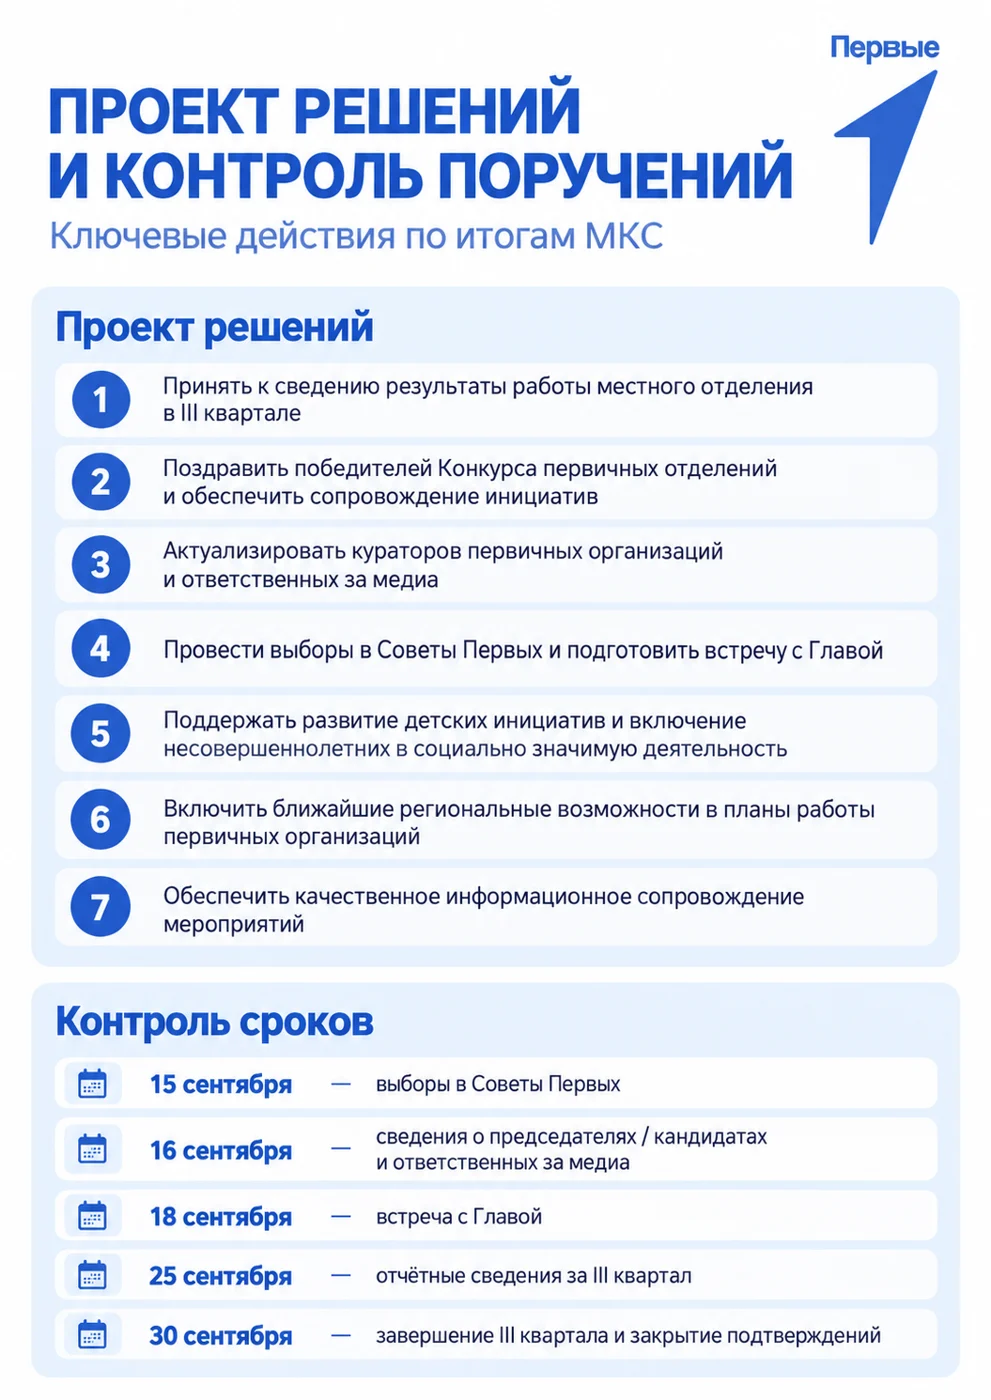 Первые
ПРОЕКТ РЕШЕНИЙ
И КОНТРОЛЬ ПОРУЧЕНИЙ
Ключевые действия по итогам МКС
Проект решений
1
Принять к сведению результаты работы местного отделения
в III квартале
2
Поздравить победителей Конкурса первичных отделений
и обеспечить сопровождение инициатив
3
Актуализировать кураторов первичных организаций
и ответственных за медиа
4
Провести выборы в Советы Первых и подготовить встречу с Главой
5
Поддержать развитие детских инициатив и включение
несовершеннолетних в социально значимую деятельность
6
Включить ближайшие региональные возможности в планы работы
первичных организаций
7
Обеспечить качественное информационное сопровождение
мероприятий
Контроль сроков
15 сентября — выборы в Советы Первых
16 сентября — сведения о председателях / кандидатах
и ответственных за медиа
18 сентября — встреча с Главой
25 сентября — отчётные сведения за III квартал
30 сентября — завершение III квартала и закрытие подтверждений